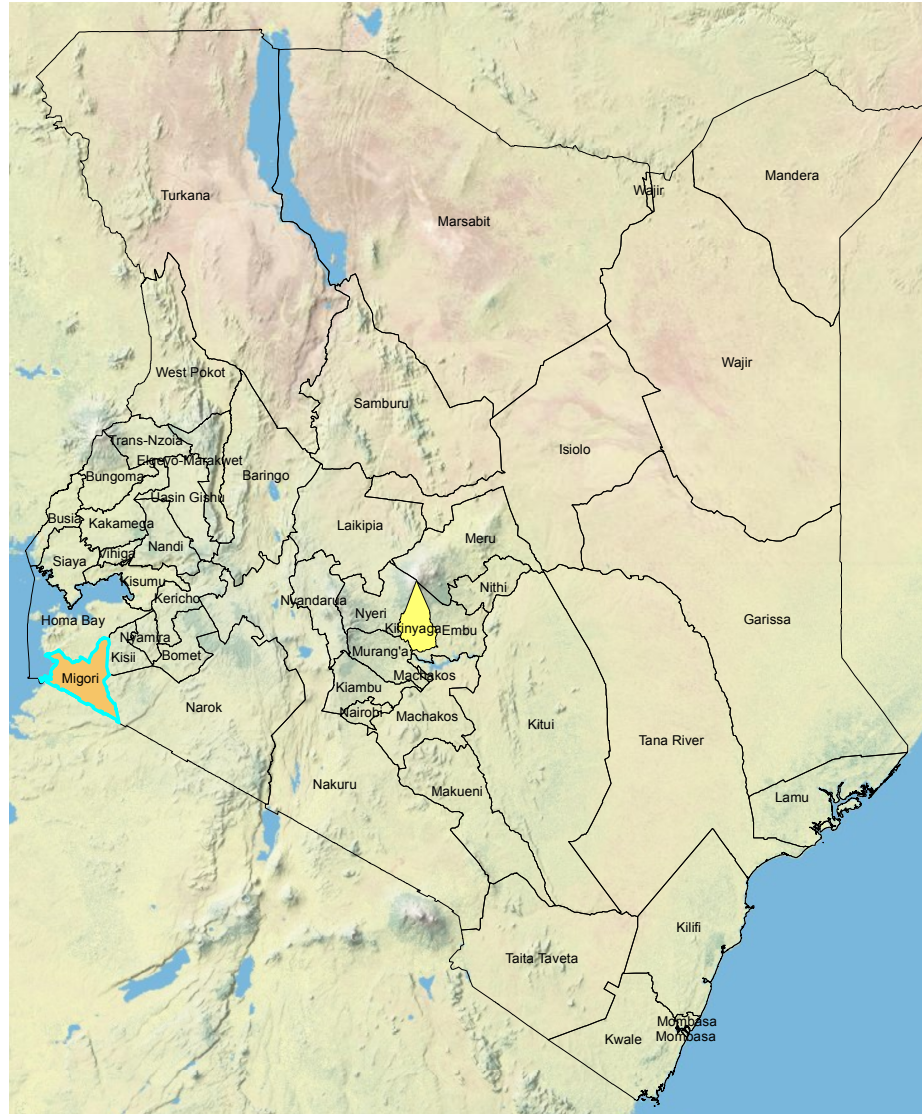 Mandera
Wajir
Turkana
Marsabit
Wajir
West Pokot
Samburu
Trans-Nzoia
Isiolo
Elgeyo-Marakwet
Bungoma
Baringo
Uasin Gishu
Busia
Kakamega
Laikipia
Meru
Nandi
Vihiga
Siaya
Kisumu
Nithi
Kericho
Nyandarua
Nyeri
Homa Bay
Garissa
Kirinyaga
Embu
Nyamira
Murang'a
Kisii
Bomet
Machakos
Migori
Kiambu
Narok
Nairobi
Machakos
Kitui
Tana River
Nakuru
Makueni
Lamu
Kilifi
Taita Taveta
Mombasa
Kwale
Mombasa